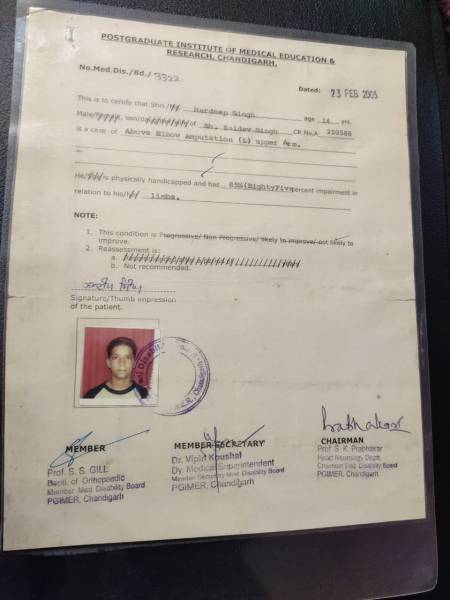 POSTGRADUATE INSTITUTE OF MEDICAL EDUCATION &
RESEARCH, CHANDIGARH.
No.Med.Dis./Bd./ 3322
Dated: 23 FEB 2005
This is to certify that Shri./ Hardeep Singh age 14 yrs.
Male/ son/ of Sh. Baldev Singh CR.No.A 250586
is a case of Above Elbow Amputation (L) upper Arm.
He/ is physically handicapped and has 85%(EightyFive percent impairment in
relation to his/ limbs.
NOTE:
1. This condition is Progressive/ Non Progressive/ likely to improve/ not likely to
improve.
2. Reassessment is:
a.
b. Not recommended.
Signature/Thumb impression
of the patient.
MEMBER
Prof. S. S. GILL
Deptt. of Orthopaedic
Member Med Disability Board
PGIMER, Chandigarh
MEMBER SECRETARY
Dr. Vipin Koushal
Dy. Medical Superintendent
Member Secretary Med Disability Board
PGIMER, Chandigarh
Prabhakar
CHAIRMAN
Prof. S. K. Prabhakar
Head Neurology Deptt.
Chairman Med. Disability Board
PGIMER, Chandigarh